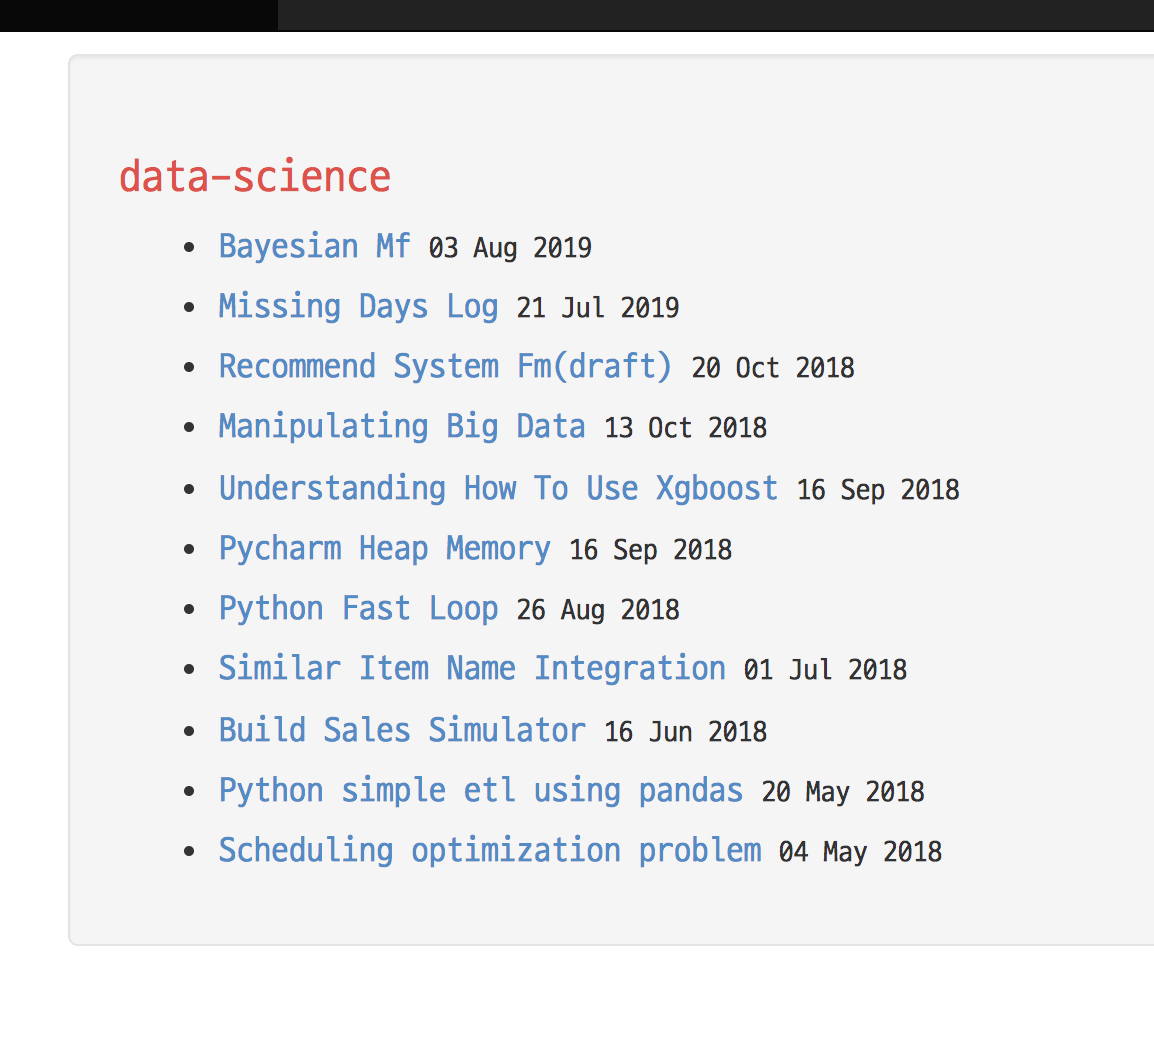 data-science
Bayesian Mf 03 Aug 2019
Missing Days Log 21 Jul 2019
Recommend System Fm(draft) 20 Oct 2018
Manipulating Big Data 13 Oct 2018
Understanding How To Use Xgboost 16 Sep 2018
Pycharm Heap Memory 16 Sep 2018
Python Fast Loop 26 Aug 2018
Similar Item Name Integration 01 Jul 2018
Build Sales Simulator 16 Jun 2018
Python simple etl using pandas 20 May 2018
Scheduling optimization problem 04 May 2018